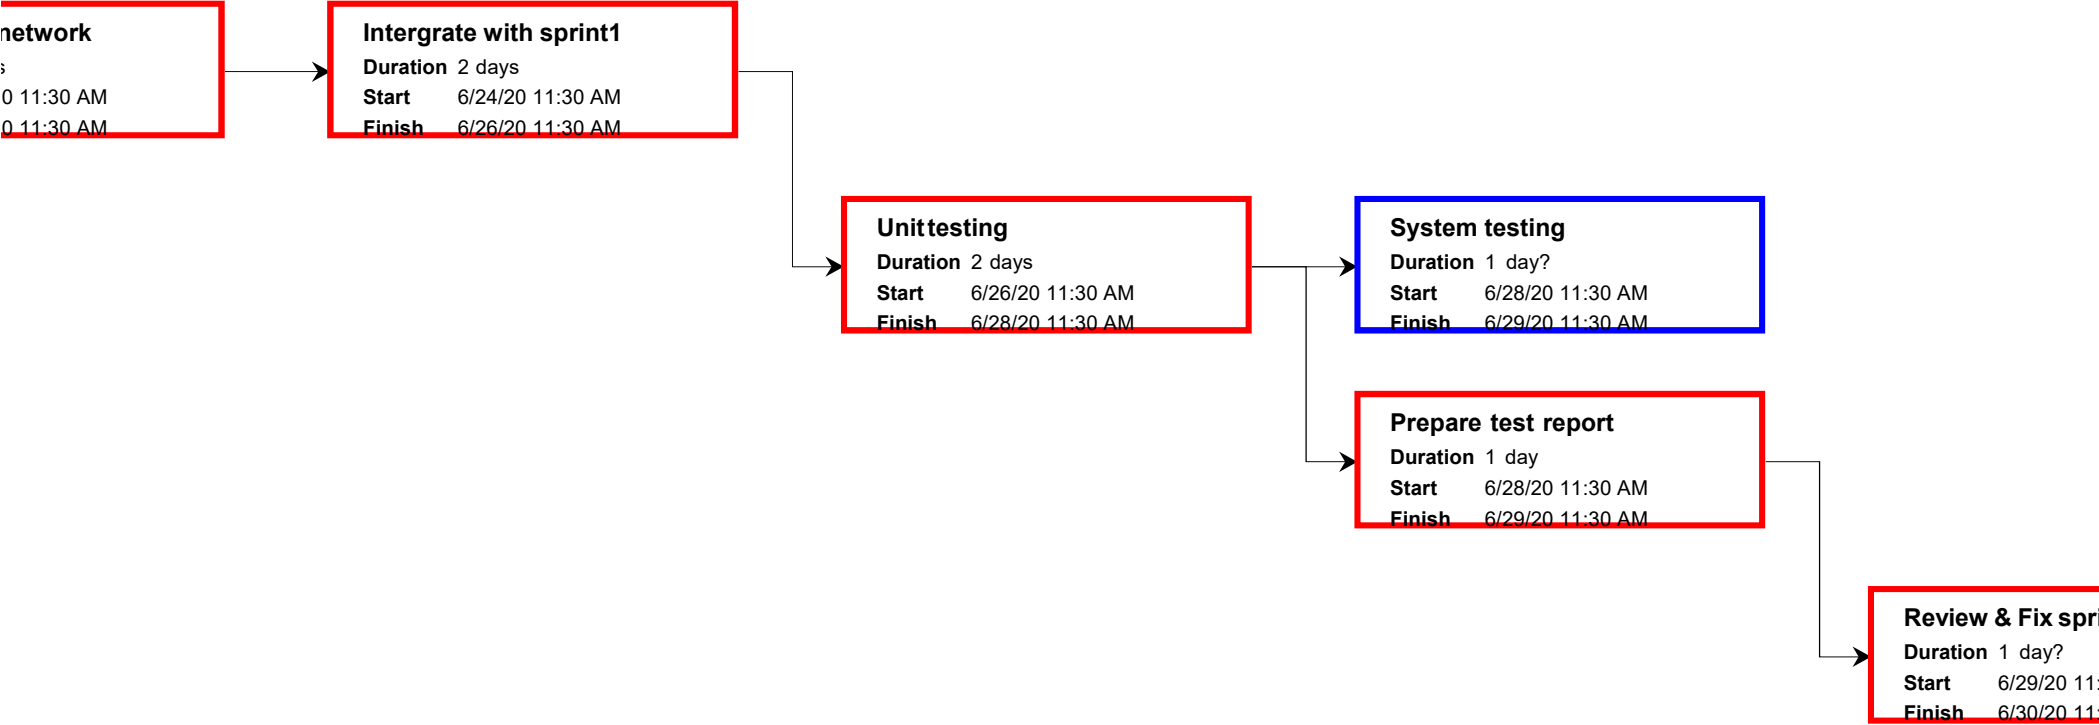 network
s
0 11:30 AM
0 11:30 AM
Intergrate with sprint1
Duration 2 days
Start 6/24/20 11:30 AM
Finish 6/26/20 11:30 AM
Unit testing
Duration 2 days
Start 6/26/20 11:30 AM
Finish 6/28/20 11:30 AM
System testing
Duration 1 day?
Start 6/28/20 11:30 AM
Finish 6/29/20 11:30 AM
Prepare test report
Duration 1 day
Start 6/28/20 11:30 AM
Finish 6/29/20 11:30 AM
Review & Fix spri
Duration 1 day?
Start 6/29/20 11:
Finish 6/30/20 11: